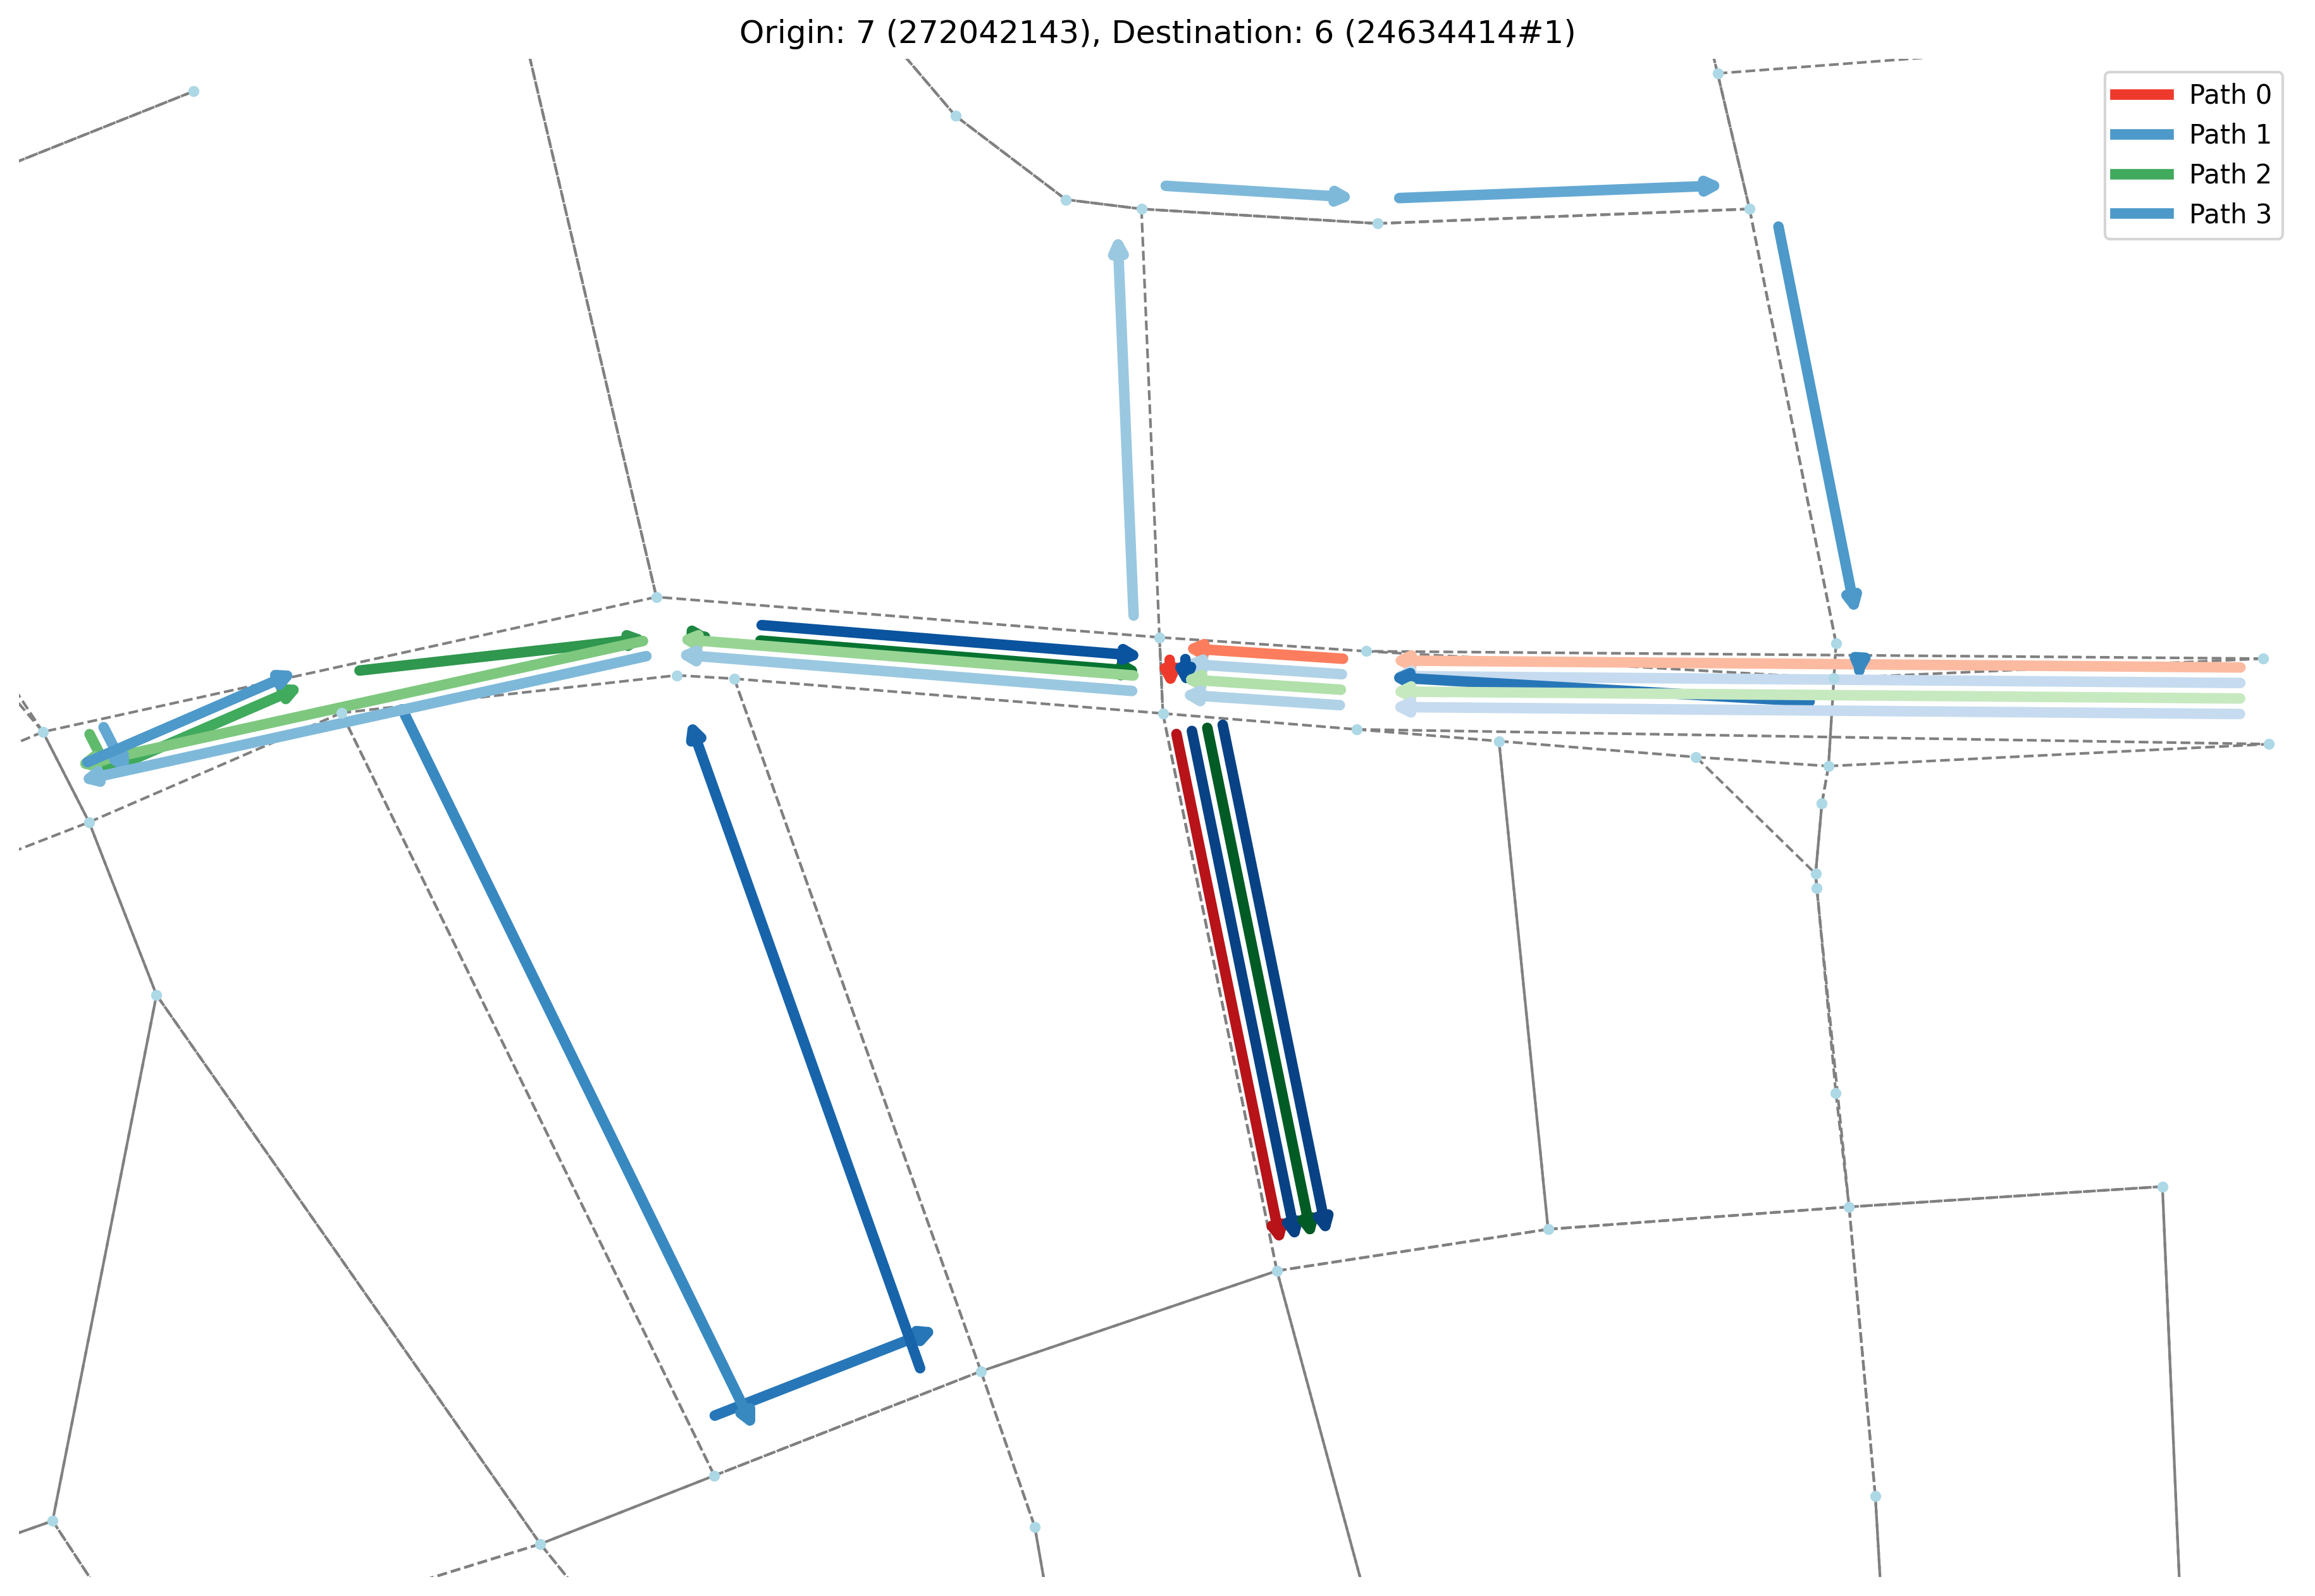 Origin: 7 (272042143), Destination: 6 (24634414#1)
Path 0
Path 1
Path 2
Path 3